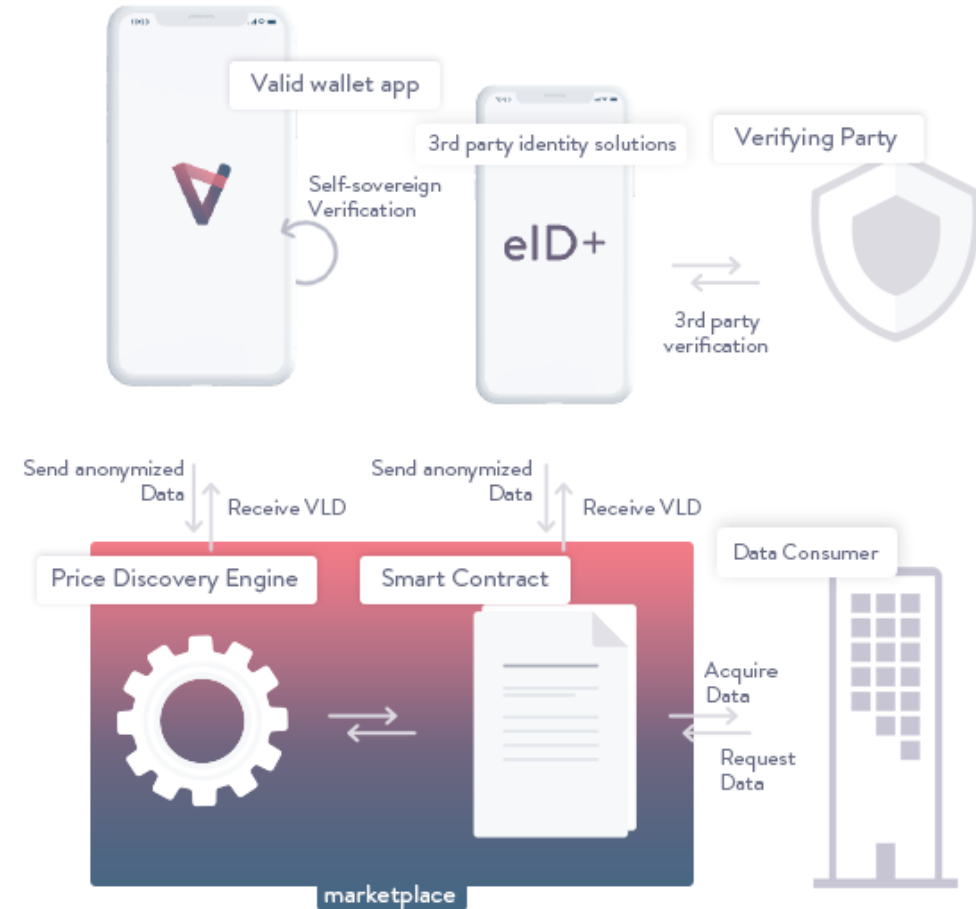 Valid wallet app
3rd party identity solutions
Verifying Party
Self-sovereign
Verification
eID+
3rd party
verification
Send anonymized
Data
Receive VLD
Send anonymized
Data
Receive VLD
Price Discovery Engine
Smart Contract
Data Consumer
Acquire
Data
Request
Data
marketplace